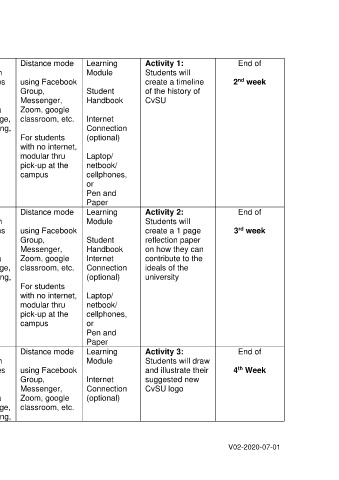 Distance mode
using Facebook
Group,
Messenger,
Zoom, google
classroom, etc.
For students
with no internet,
modular thru
pick-up at the
campus
Learning
Module
Student
Handbook
Internet
Connection
(optional)
Laptop/
netbook/
cellphones,
or
Pen and
Paper
Activity 1:
Students will
create a timeline
of the history of
CvSU
End of
2nd week
Distance mode
using Facebook
Group,
Messenger,
Zoom, google
classroom, etc.
For students
with no internet,
modular thru
pick-up at the
campus
Learning
Module
Student
Handbook
Internet
Connection
(optional)
Laptop/
netbook/
cellphones,
or
Pen and
Paper
Activity 2:
Students will
create a 1 page
reflection paper
on how they can
contribute to the
ideals of the
university
End of
3rd week
Distance mode
using Facebook
Group,
Messenger,
Zoom, google
classroom, etc.
Learning
Module
Internet
Connection
(optional)
Activity 3:
Students will draw
and illustrate their
suggested new
CvSU logo
End of
4th Week
V02-2020-07-01